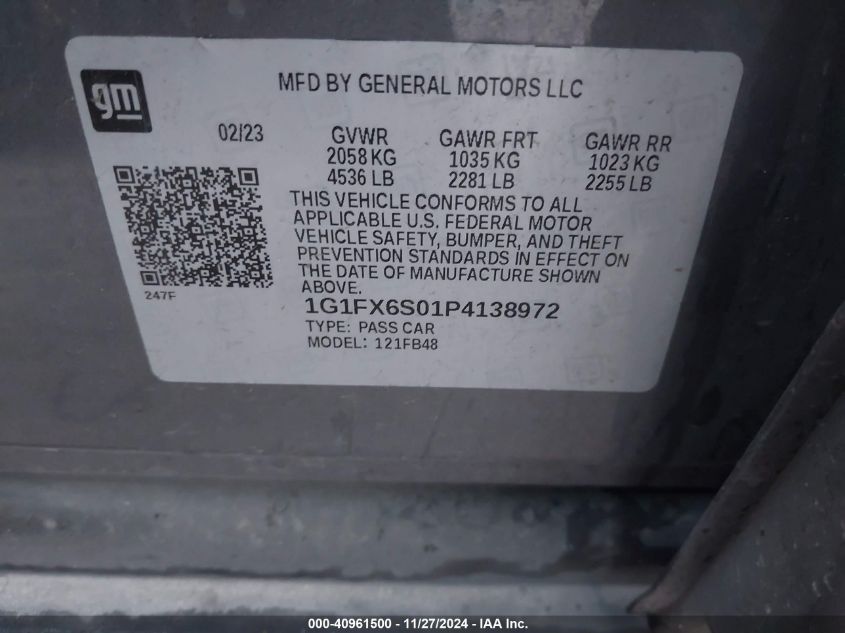 gm
MFD BY GENERAL MOTORS LLC
02/23 GVWR GAWR FRT GAWR RR
2058 KG 1035 KG 1023 KG
4536 LB 2281 LB 2255 LB
THIS VEHICLE CONFORMS TO ALL
APPLICABLE U.S. FEDERAL MOTOR
VEHICLE SAFETY, BUMPER, AND THEFT
PREVENTION STANDARDS IN EFFECT ON
THE DATE OF MANUFACTURE SHOWN
ABOVE.
247F
1G1FX6S01P4138972
TYPE: PASS CAR
MODEL: 121FB48
000-40961500 - 11/27/2024 - IAA Inc.